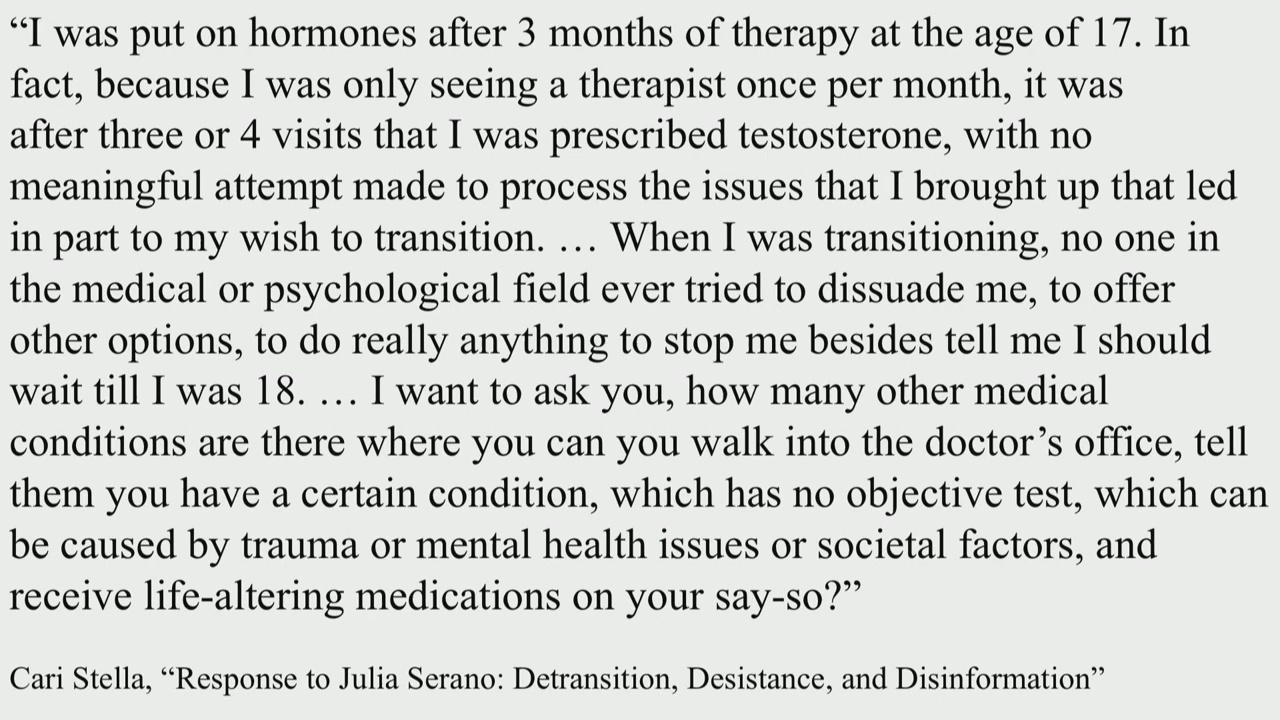 “I was put on hormones after 3 months of therapy at the age of 17. In
fact, because I was only seeing a therapist once per month, it was
after three or 4 visits that I was prescribed testosterone, with no
meaningful attempt made to process the issues that I brought up that led
in part to my wish to transition. … When I was transitioning, no one in
the medical or psychological field ever tried to dissuade me, to offer
other options, to do really anything to stop me besides tell me I should
wait till I was 18. … I want to ask you, how many other medical
conditions are there where you can you walk into the doctor’s office, tell
them you have a certain condition, which has no objective test, which can
be caused by trauma or mental health issues or societal factors, and
receive life-altering medications on your say-so?”
Cari Stella, “Response to Julia Serano: Detransition, Desistance, and Disinformation”